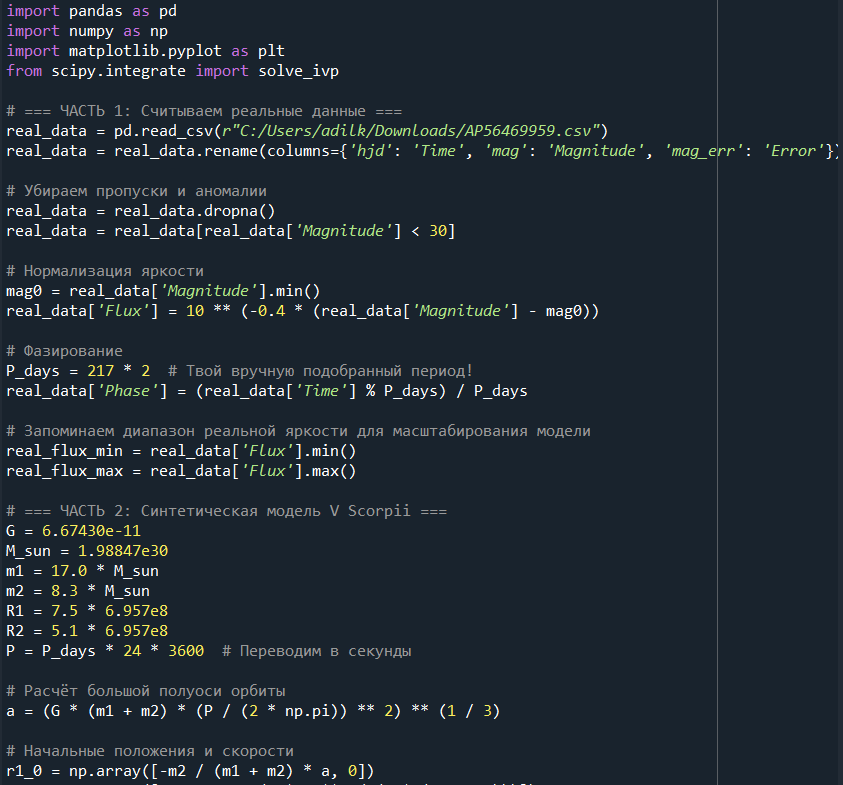 import pandas as pd
import numpy as np
import matplotlib.pyplot as plt
from scipy.integrate import solve_ivp
# === ЧАСТЬ 1: Считываем реальные данные ===
real_data = pd.read_csv(r"C:/Users/adilk/Downloads/AP56469959.csv")
real_data = real_data.rename(columns={'hjd': 'Time', 'mag': 'Magnitude', 'mag_err': 'Error'})
# Убираем пропуски и аномалии
real_data = real_data.dropna()
real_data = real_data[real_data['Magnitude'] < 30]
# Нормализация яркости
mag0 = real_data['Magnitude'].min()
real_data['Flux'] = 10 ** (-0.4 * (real_data['Magnitude'] - mag0))
# Фазирование
P_days = 217 * 2  # Твой вручную подобранный период!
real_data['Phase'] = (real_data['Time'] % P_days) / P_days
# Запоминаем диапазон реальной яркости для масштабирования модели
real_flux_min = real_data['Flux'].min()
real_flux_max = real_data['Flux'].max()
# === ЧАСТЬ 2: Синтетическая модель V Scorpii ===
G = 6.67430e-11
M_sun = 1.98847e30
m1 = 17.0 * M_sun
m2 = 8.3 * M_sun
R1 = 7.5 * 6.957e8
R2 = 5.1 * 6.957e8
P = P_days * 24 * 3600  # Переводим в секунды
# Расчёт большой полуоси орбиты
a = (G * (m1 + m2) * (P / (2 * np.pi)) ** 2) ** (1 / 3)
# Начальные положения и скорости
r1_0 = np.array([-m2 / (m1 + m2) * a, 0])